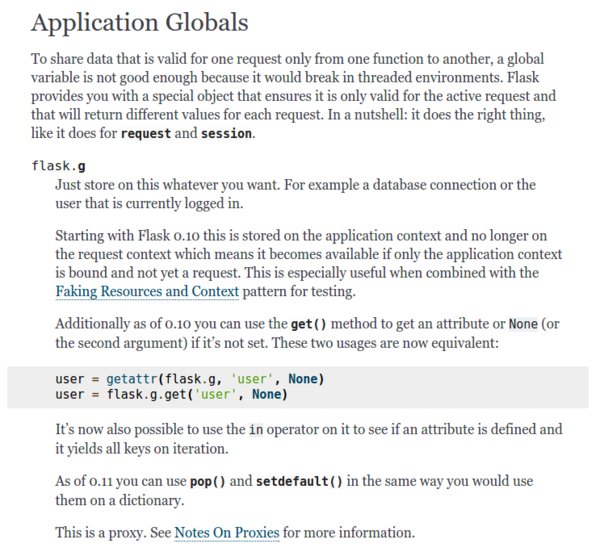 Application Globals
To share data that is valid for one request only from one function to another, a global
variable is not good enough because it would break in threaded environments. Flask
provides you with a special object that ensures it is only valid for the active request and
that will return different values for each request. In a nutshell: it does the right thing,
like it does for request and session.
flask.g
Just store on this whatever you want. For example a database connection or the
user that is currently logged in.
Starting with Flask 0.10 this is stored on the application context and no longer on
the request context which means it becomes available if only the application context
is bound and not yet a request. This is especially useful when combined with the
Faking Resources and Context pattern for testing.
Additionally as of 0.10 you can use the get() method to get an attribute or None (or
the second argument) if it’s not set. These two usages are now equivalent:
user = getattr(flask.g, 'user', None)
user = flask.g.get('user', None)
It’s now also possible to use the in operator on it to see if an attribute is defined and
it yields all keys on iteration.
As of 0.11 you can use pop() and setdefault() in the same way you would use
them on a dictionary.
This is a proxy. See Notes On Proxies for more information.